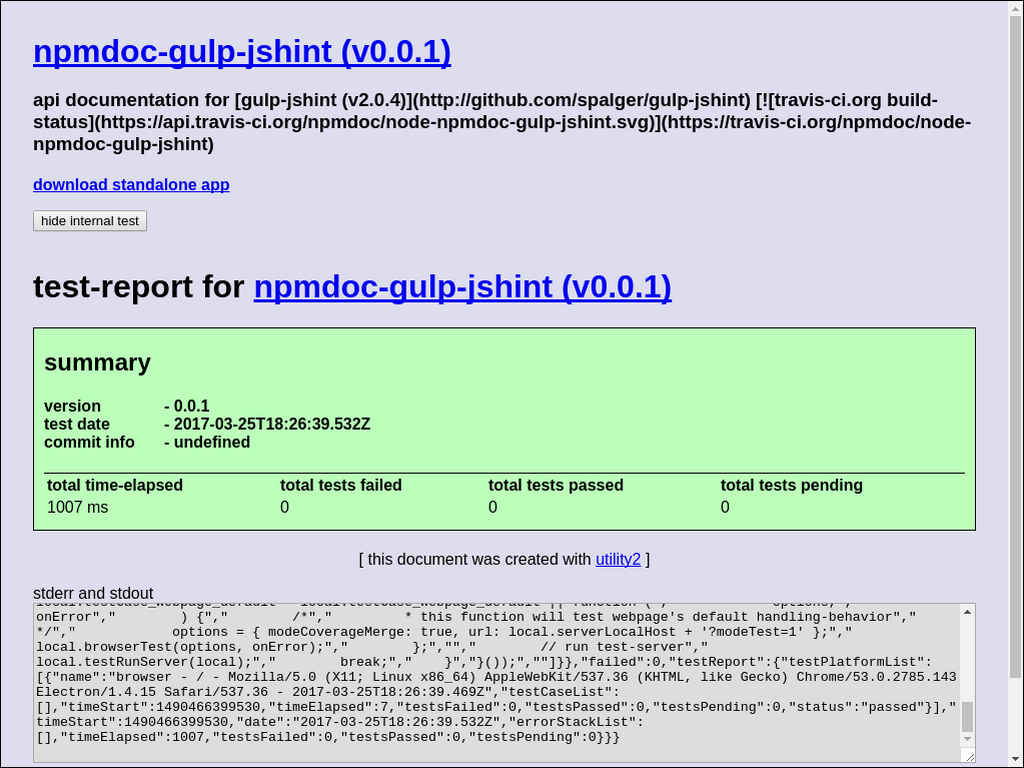 npmdoc-gulp-jshint (v0.0.1)
api documentation for [gulp-jshint (v2.0.4)](http://github.com/spalger/gulp-jshint) [![travis-ci.org build-
status](https://api.travis-ci.org/npmdoc/node-npmdoc-gulp-jshint.svg)](https://travis-ci.org/npmdoc/node-
npmdoc-gulp-jshint)
download standalone app
hide internal test
test-report for npmdoc-gulp-jshint (v0.0.1)
summary
version - 0.0.1
test date - 2017-03-25T18:26:39.532Z
commit info - undefined
total time-elapsed total tests failed total tests passed total tests pending
1007 ms 0 0 0
[ this document was created with utility2 ]
stderr and stdout
onError","        ) {","        /*","         * this function will test webpage's default handling-behavior","
*/","            options = { modeCoverageMerge: true, url: local.serverLocalHost + '?modeTest=1' };","
local.browserTest(options, onError);","        };","","        // run test-server","
local.testRunServer(local);","        break;","    }","}());",""]}},"failed":0,"testReport":{"testPlatformList":
[{"name":"browser - / - Mozilla/5.0 (X11; Linux x86_64) AppleWebKit/537.36 (KHTML, like Gecko) Chrome/53.0.2785.143
Electron/1.4.15 Safari/537.36 - 2017-03-25T18:26:39.469Z","testCaseList":
[],"timeStart":1490466399530,"timeElapsed":7,"testsFailed":0,"testsPassed":0,"testsPending":0,"status":"passed"}],"
timeStart":1490466399530,"date":"2017-03-25T18:26:39.532Z","errorStackList":
[],"timeElapsed":1007,"testsFailed":0,"testsPassed":0,"testsPending":0}}}